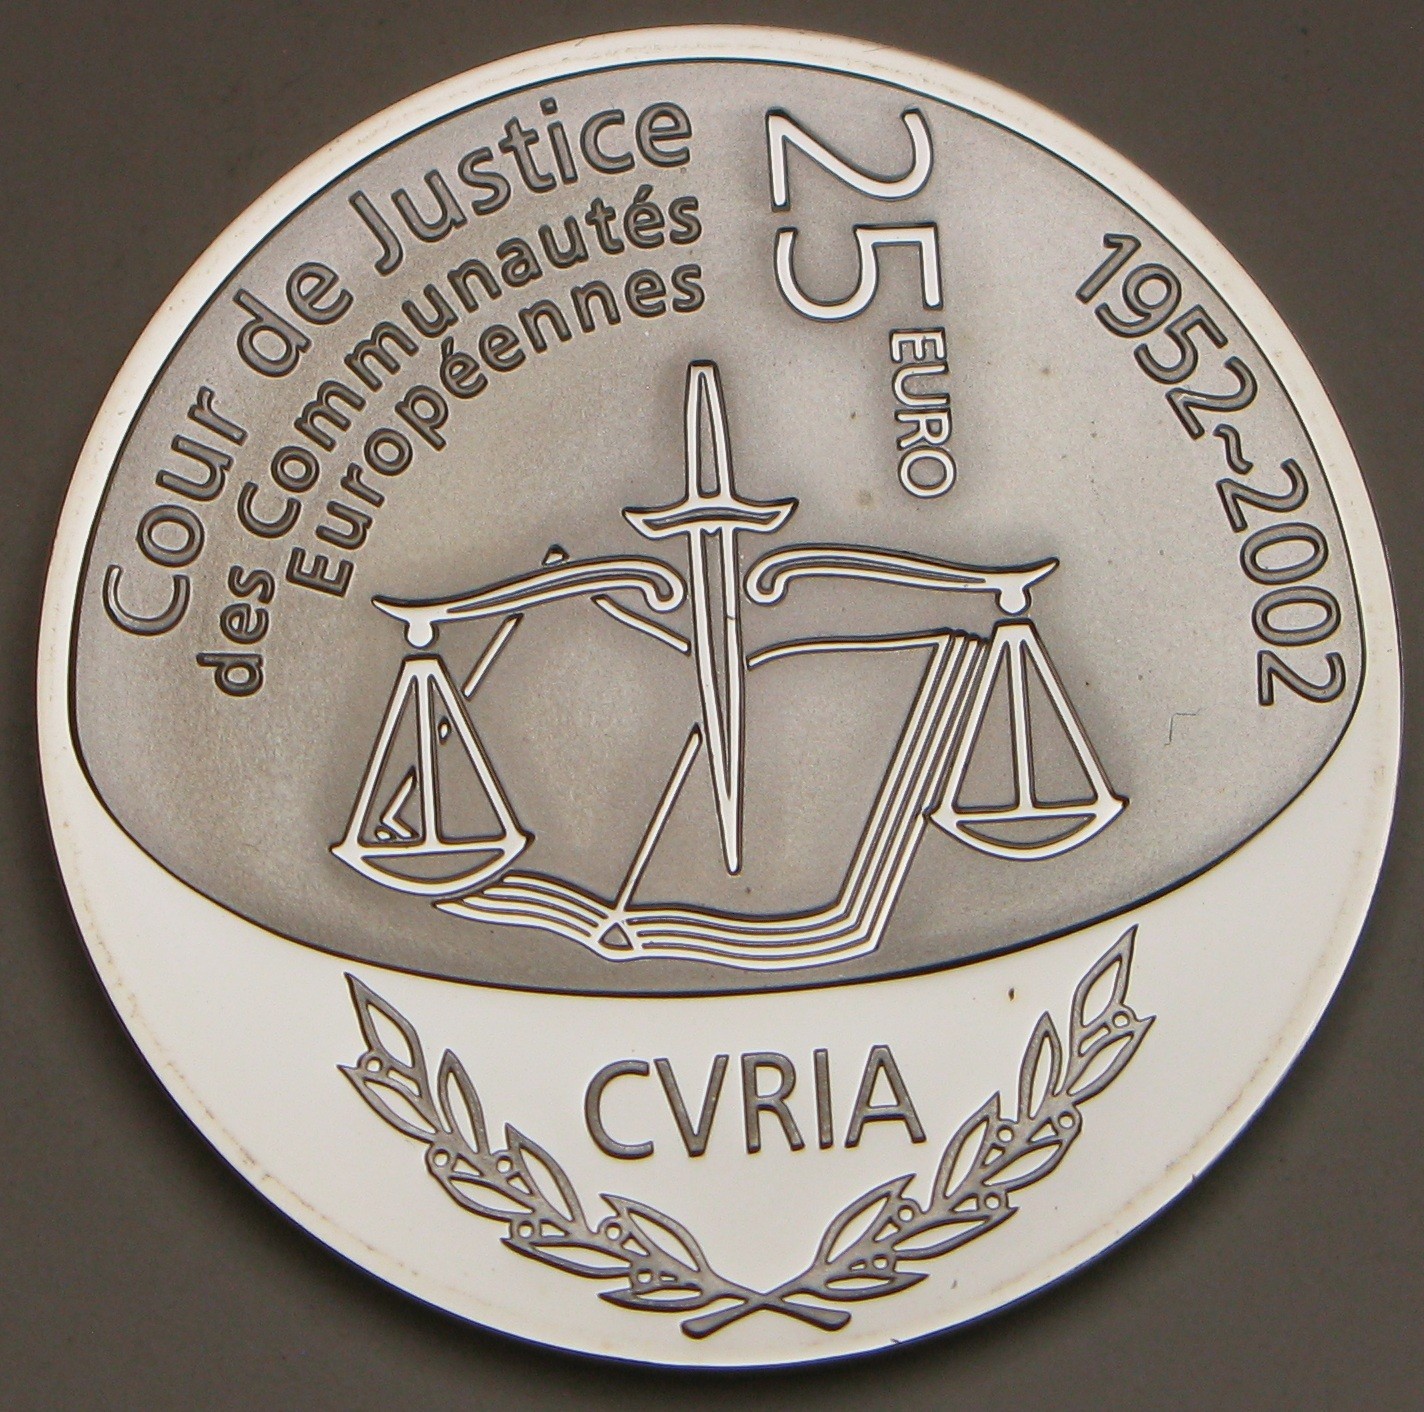 Cour de Justice
des Communautés
Européennes
25 EURO
1952~2002
CVRIA